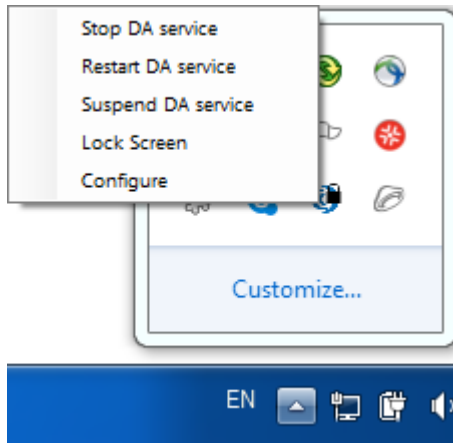 Stop DA service
Restart DA service
Suspend DA service
Lock Screen
Configure
Customize...
EN